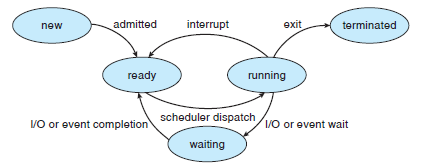 new
admitted
interrupt
exit
terminated
ready
running
scheduler dispatch
I/O or event completion
I/O or event wait
waiting